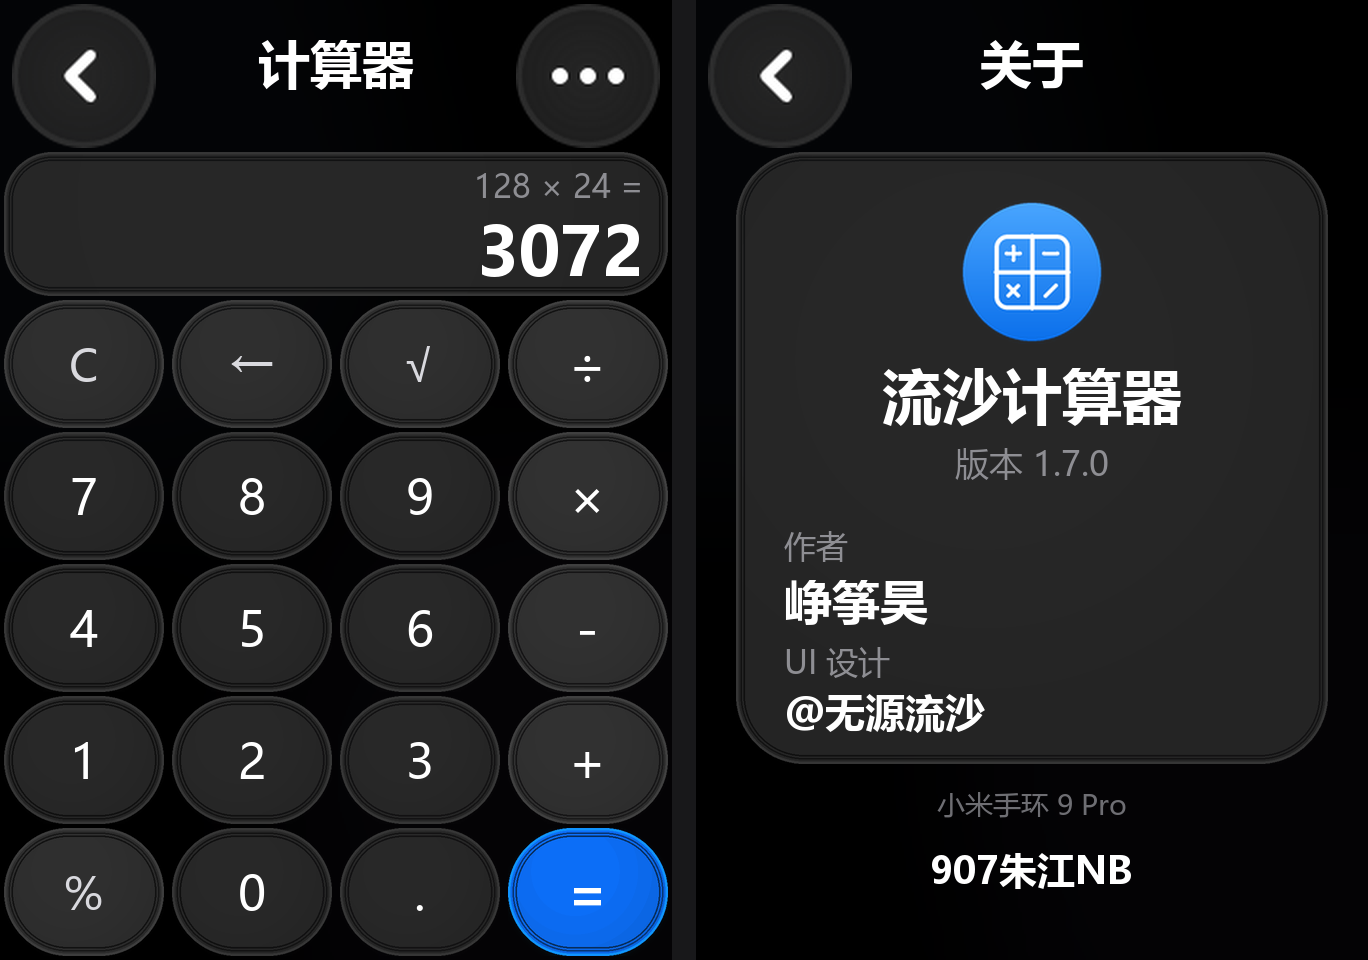 计算器
128 × 24 =
3072
C ← √ ÷
7 8 9 ×
4 5 6 -
1 2 3 +
% 0 . =
关于
流沙计算器
版本 1.7.0
作者
峥筝昊
UI 设计
@无源流沙
小米手环 9 Pro
907朱江NB